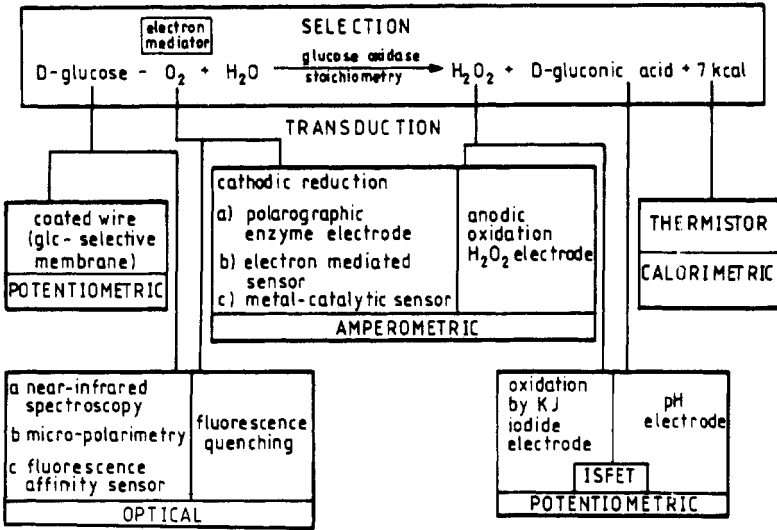 SELECTION
electron
mediator
D-glucose - O2 + H2O glucose oxidase stoichiometry H2O2 + D-gluconic acid + 7 kcal
TRANSDUCTION
coated wire
(glc-selective
membrane)
POTENTIOMETRIC
cathodic reduction
a) polarographic
enzyme electrode
b) electron mediated
sensor
c) metal-catalytic sensor
anodic
oxidation
H2O2 electrode
AMPEROMETRIC
THERMISTOR
CALORIMETRIC
a near-infrared
spectroscopy
b micro-polarimetry
c fluorescence
affinity sensor
fluorescence
quenching
OPTICAL
oxidation
by KJ
iodide
electrode
pH
electrode
ISFET
POTENTIOMETRIC